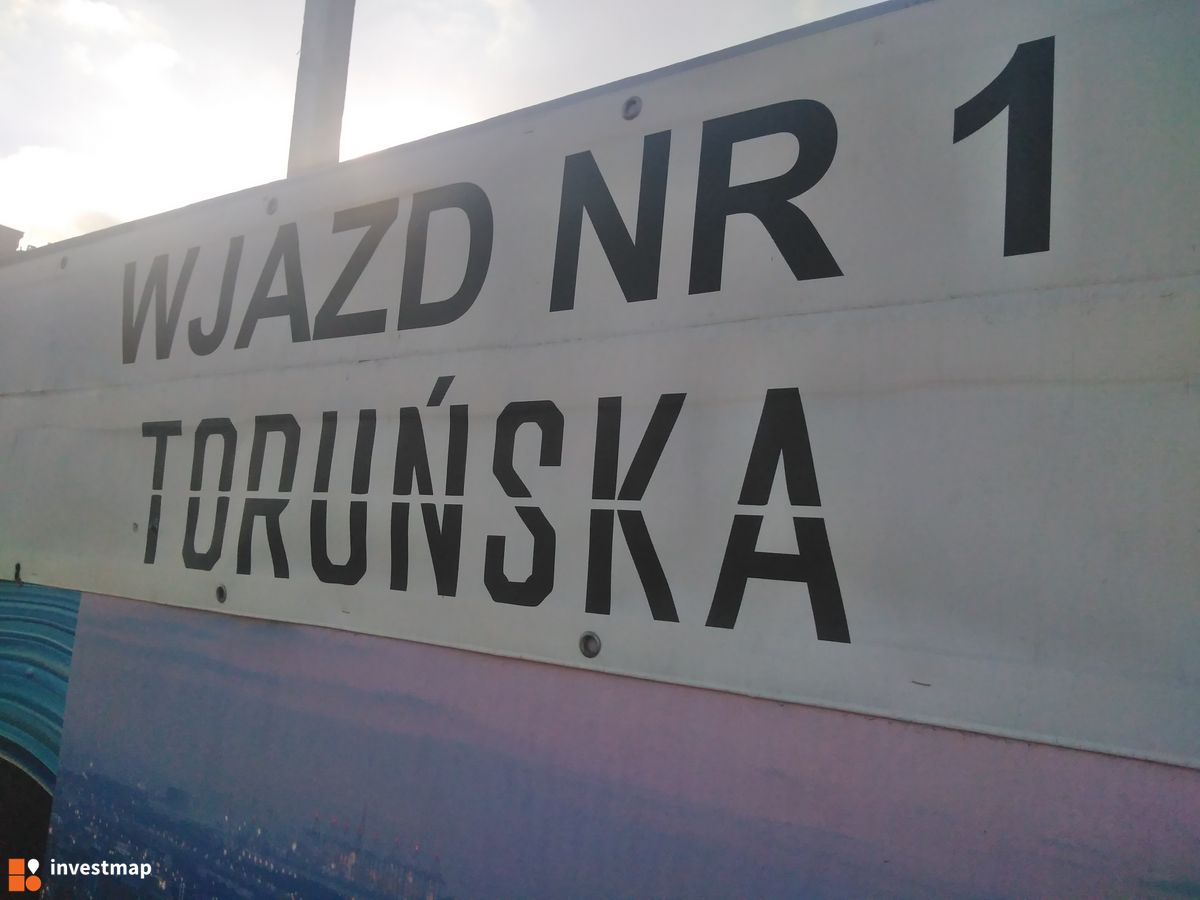 WJAZD NR 1
TORUŃSKA
investmap